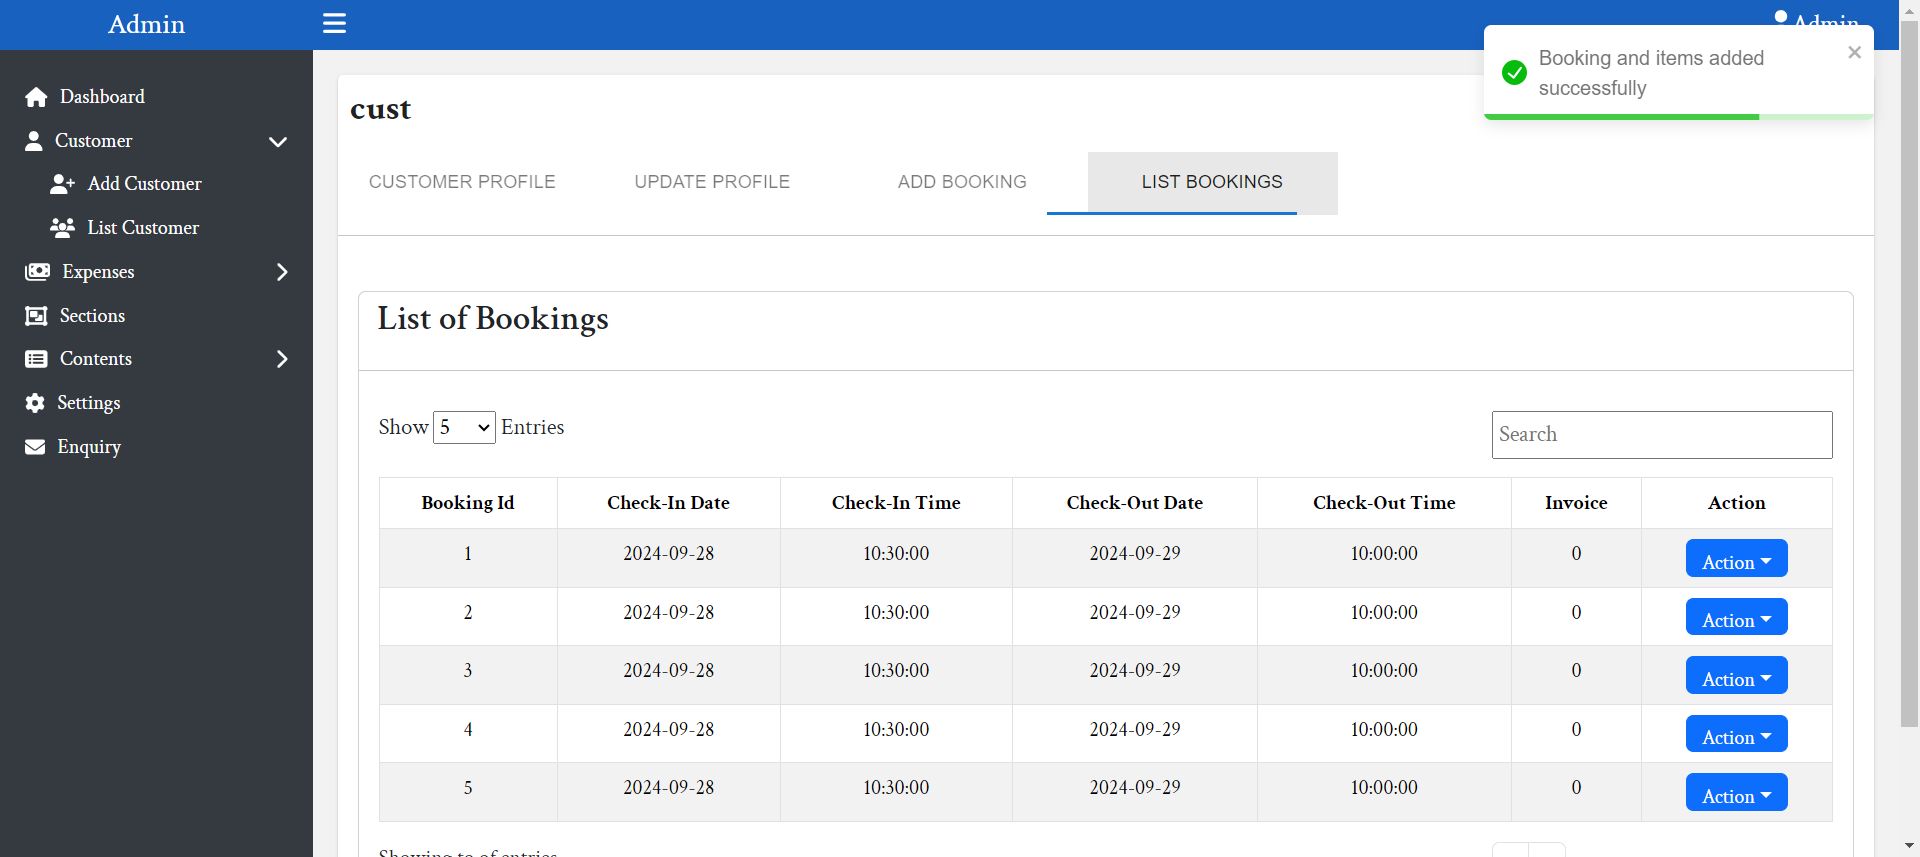 Admin
Admin
Booking and items added
successfully
Dashboard
Customer
Add Customer
List Customer
Expenses
Sections
Contents
Settings
Enquiry
cust
CUSTOMER PROFILE UPDATE PROFILE ADD BOOKING LIST BOOKINGS
List of Bookings
Show 5 Entries
Search
Booking Id Check-In Date Check-In Time Check-Out Date Check-Out Time Invoice Action
1 2024-09-28 10:30:00 2024-09-29 10:00:00 0 Action
2 2024-09-28 10:30:00 2024-09-29 10:00:00 0 Action
3 2024-09-28 10:30:00 2024-09-29 10:00:00 0 Action
4 2024-09-28 10:30:00 2024-09-29 10:00:00 0 Action
5 2024-09-28 10:30:00 2024-09-29 10:00:00 0 Action
Showing to of entries